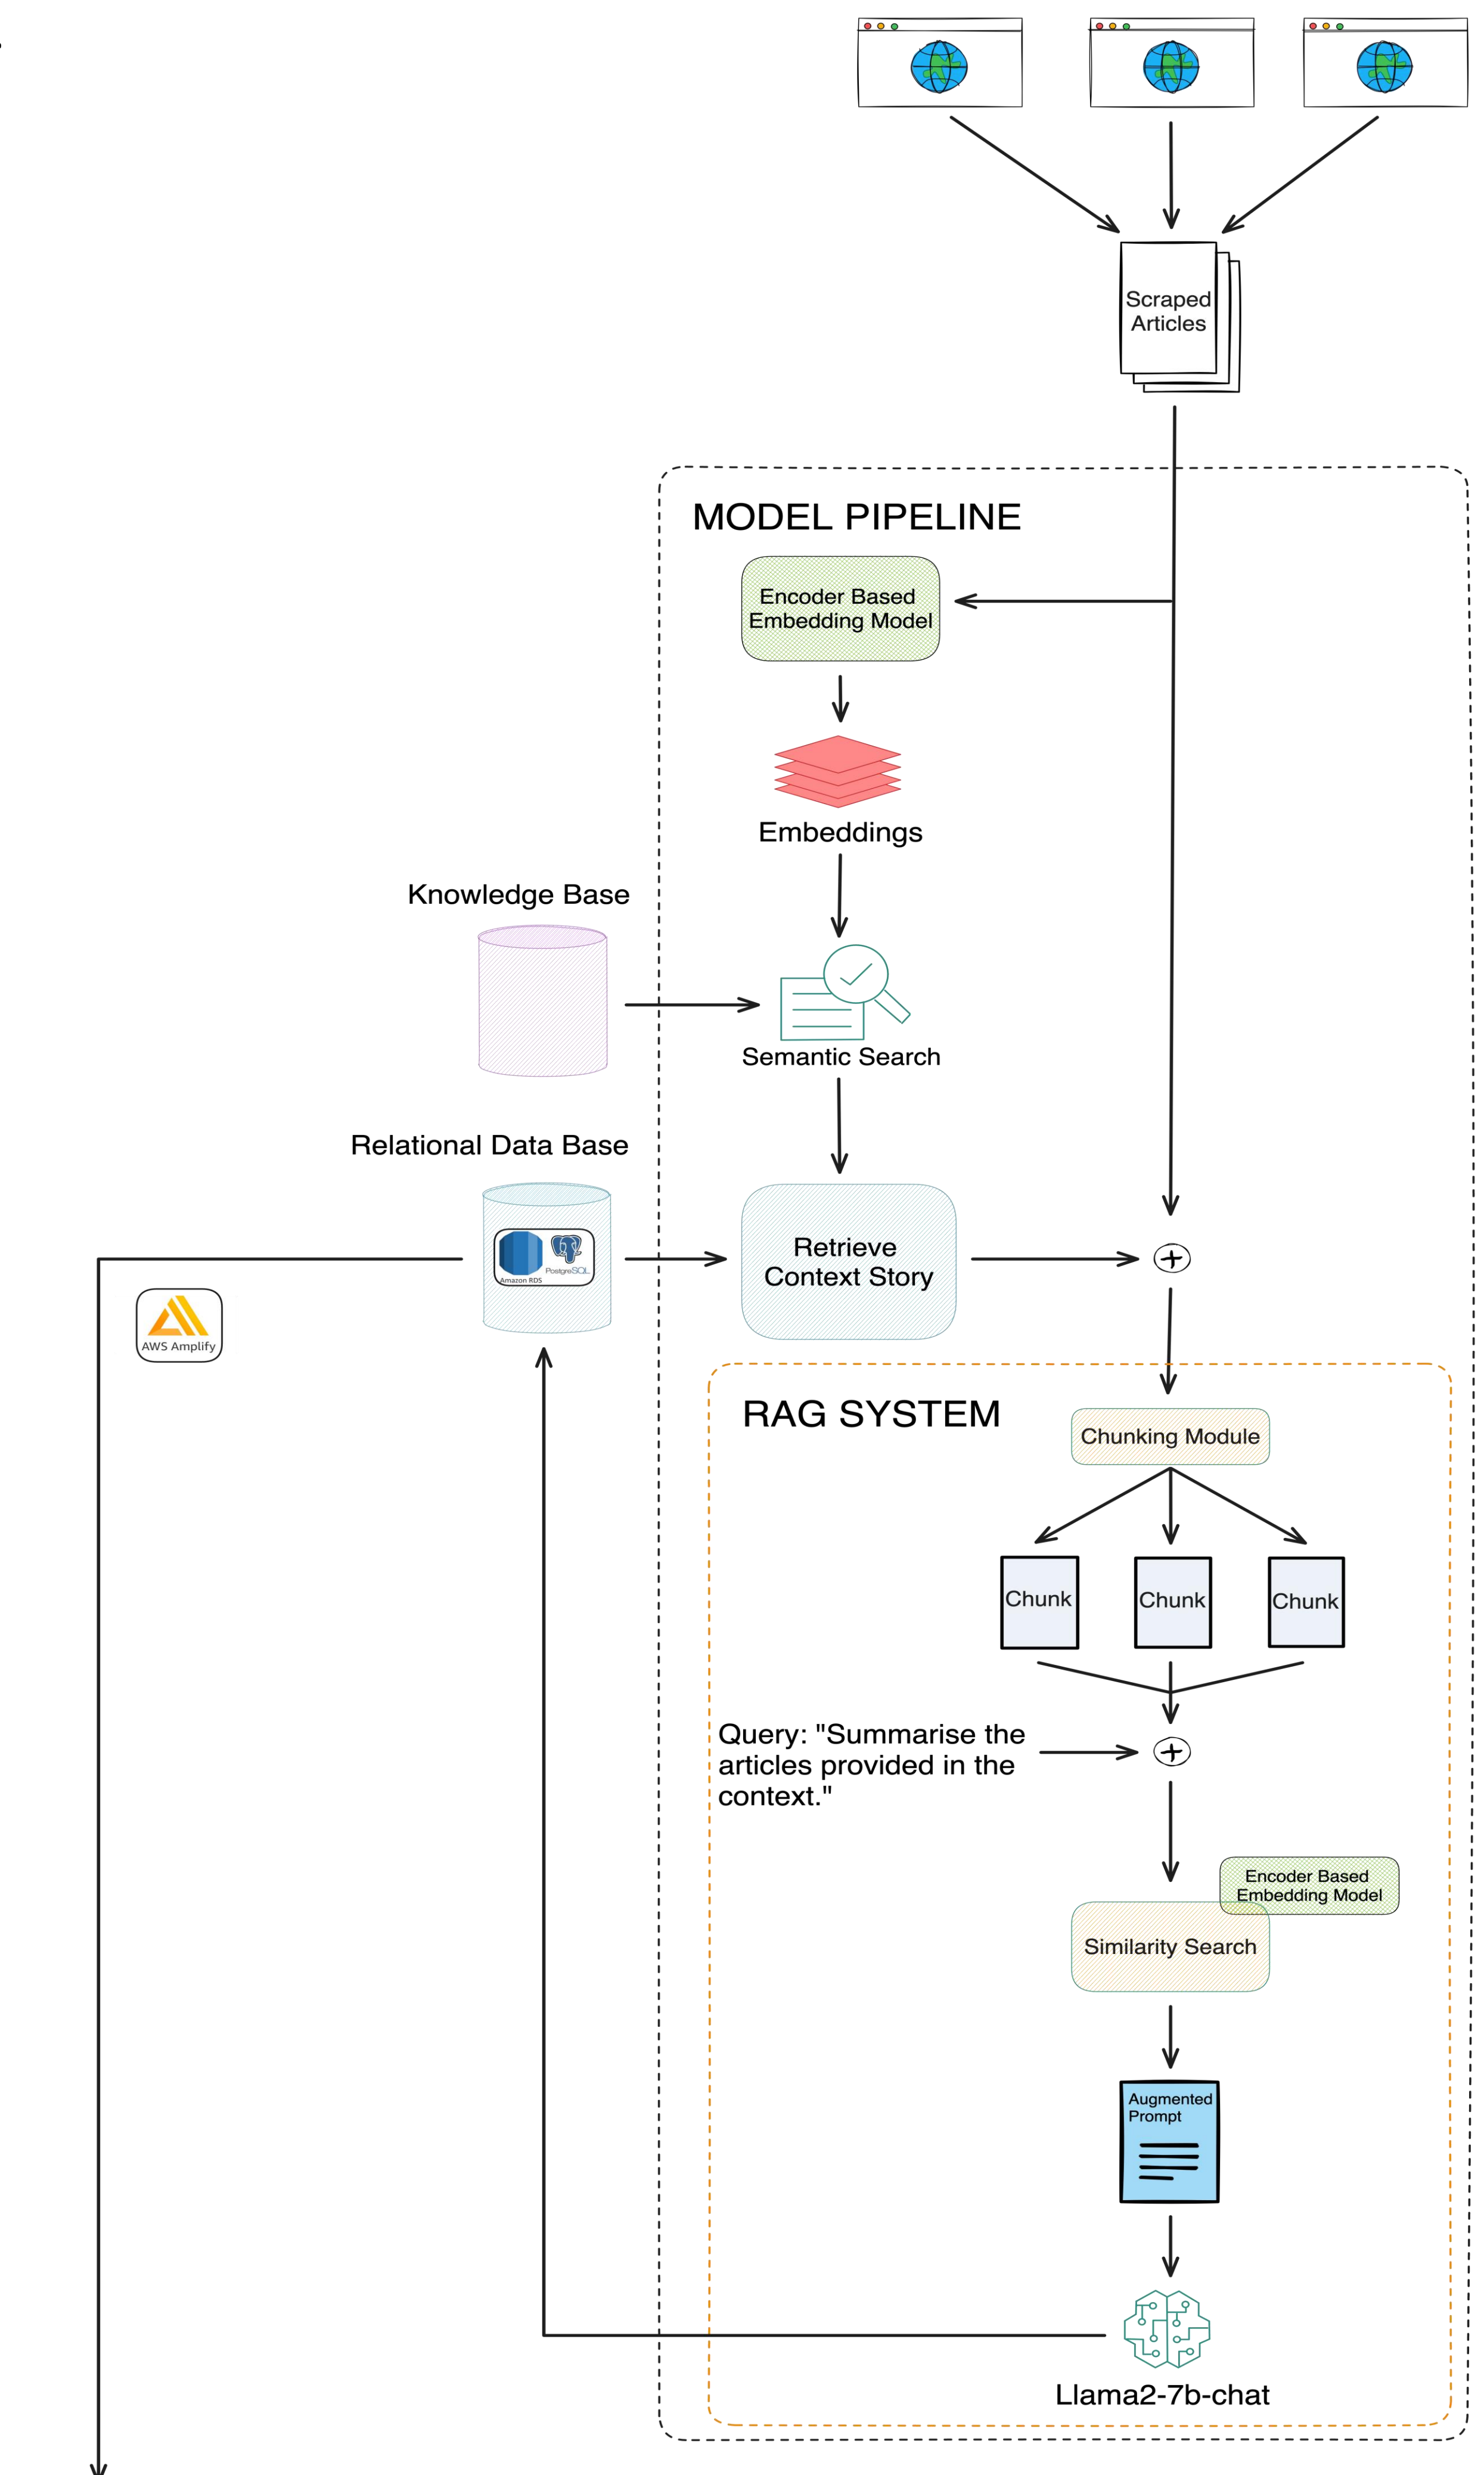 Scraped
Articles
MODEL PIPELINE
Encoder Based
Embedding Model
Embeddings
Knowledge Base
Semantic Search
Relational Data Base
Amazon RDS
PostgreSQL
Retrieve
Context Story
AWS Amplify
RAG SYSTEM
Chunking Module
Chunk
Chunk
Chunk
Query: "Summarise the
articles provided in the
context."
Encoder Based
Embedding Model
Similarity Search
Augmented
Prompt
Llama2-7b-chat